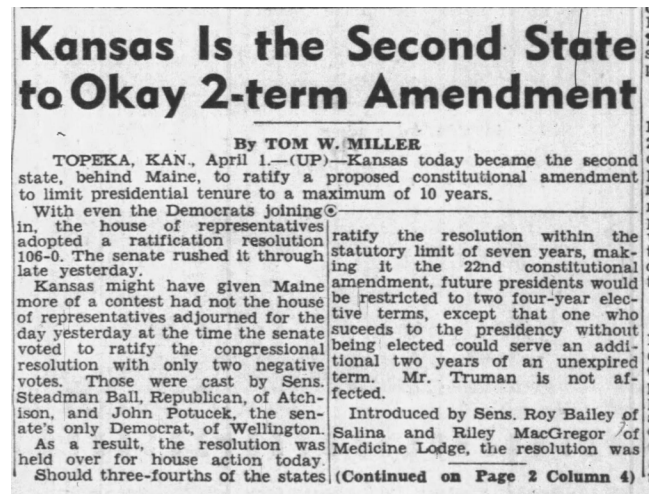 Kansas Is the Second State
to Okay 2-term Amendment
By TOM W. MILLER
TOPEKA, KAN., April 1.—(UP)—Kansas today became the second
state, behind Maine, to ratify a proposed constitutional amendment
to limit presidential tenure to a maximum of 10 years.
With even the Democrats joining
in, the house of representatives
adopted a ratification resolution
106-0. The senate rushed it through
late yesterday.
Kansas might have given Maine
more of a contest had not the house
of representatives adjourned for the
day yesterday at the time the senate
voted to ratify the congressional
resolution with only two negative
votes. Those were cast by Sens.
Steadman Ball, Republican, of Atch-
ison, and John Potucek, the sen-
ate's only Democrat, of Wellington.
As a result, the resolution was
held over for house action today.
Should three-fourths of the states
ratify the resolution within the
statutory limit of seven years, mak-
ing it the 22nd constitutional
amendment, future presidents would
be restricted to two four-year elec-
tive terms, except that one who
suceeds to the presidency without
being elected could serve an addi-
tional two years of an unexpired
term. Mr. Truman is not af-
fected.
Introduced by Sens. Roy Bailey of
Salina and Riley MacGregor of
Medicine Lodge, the resolution was
(Continued on Page 2 Column 4)